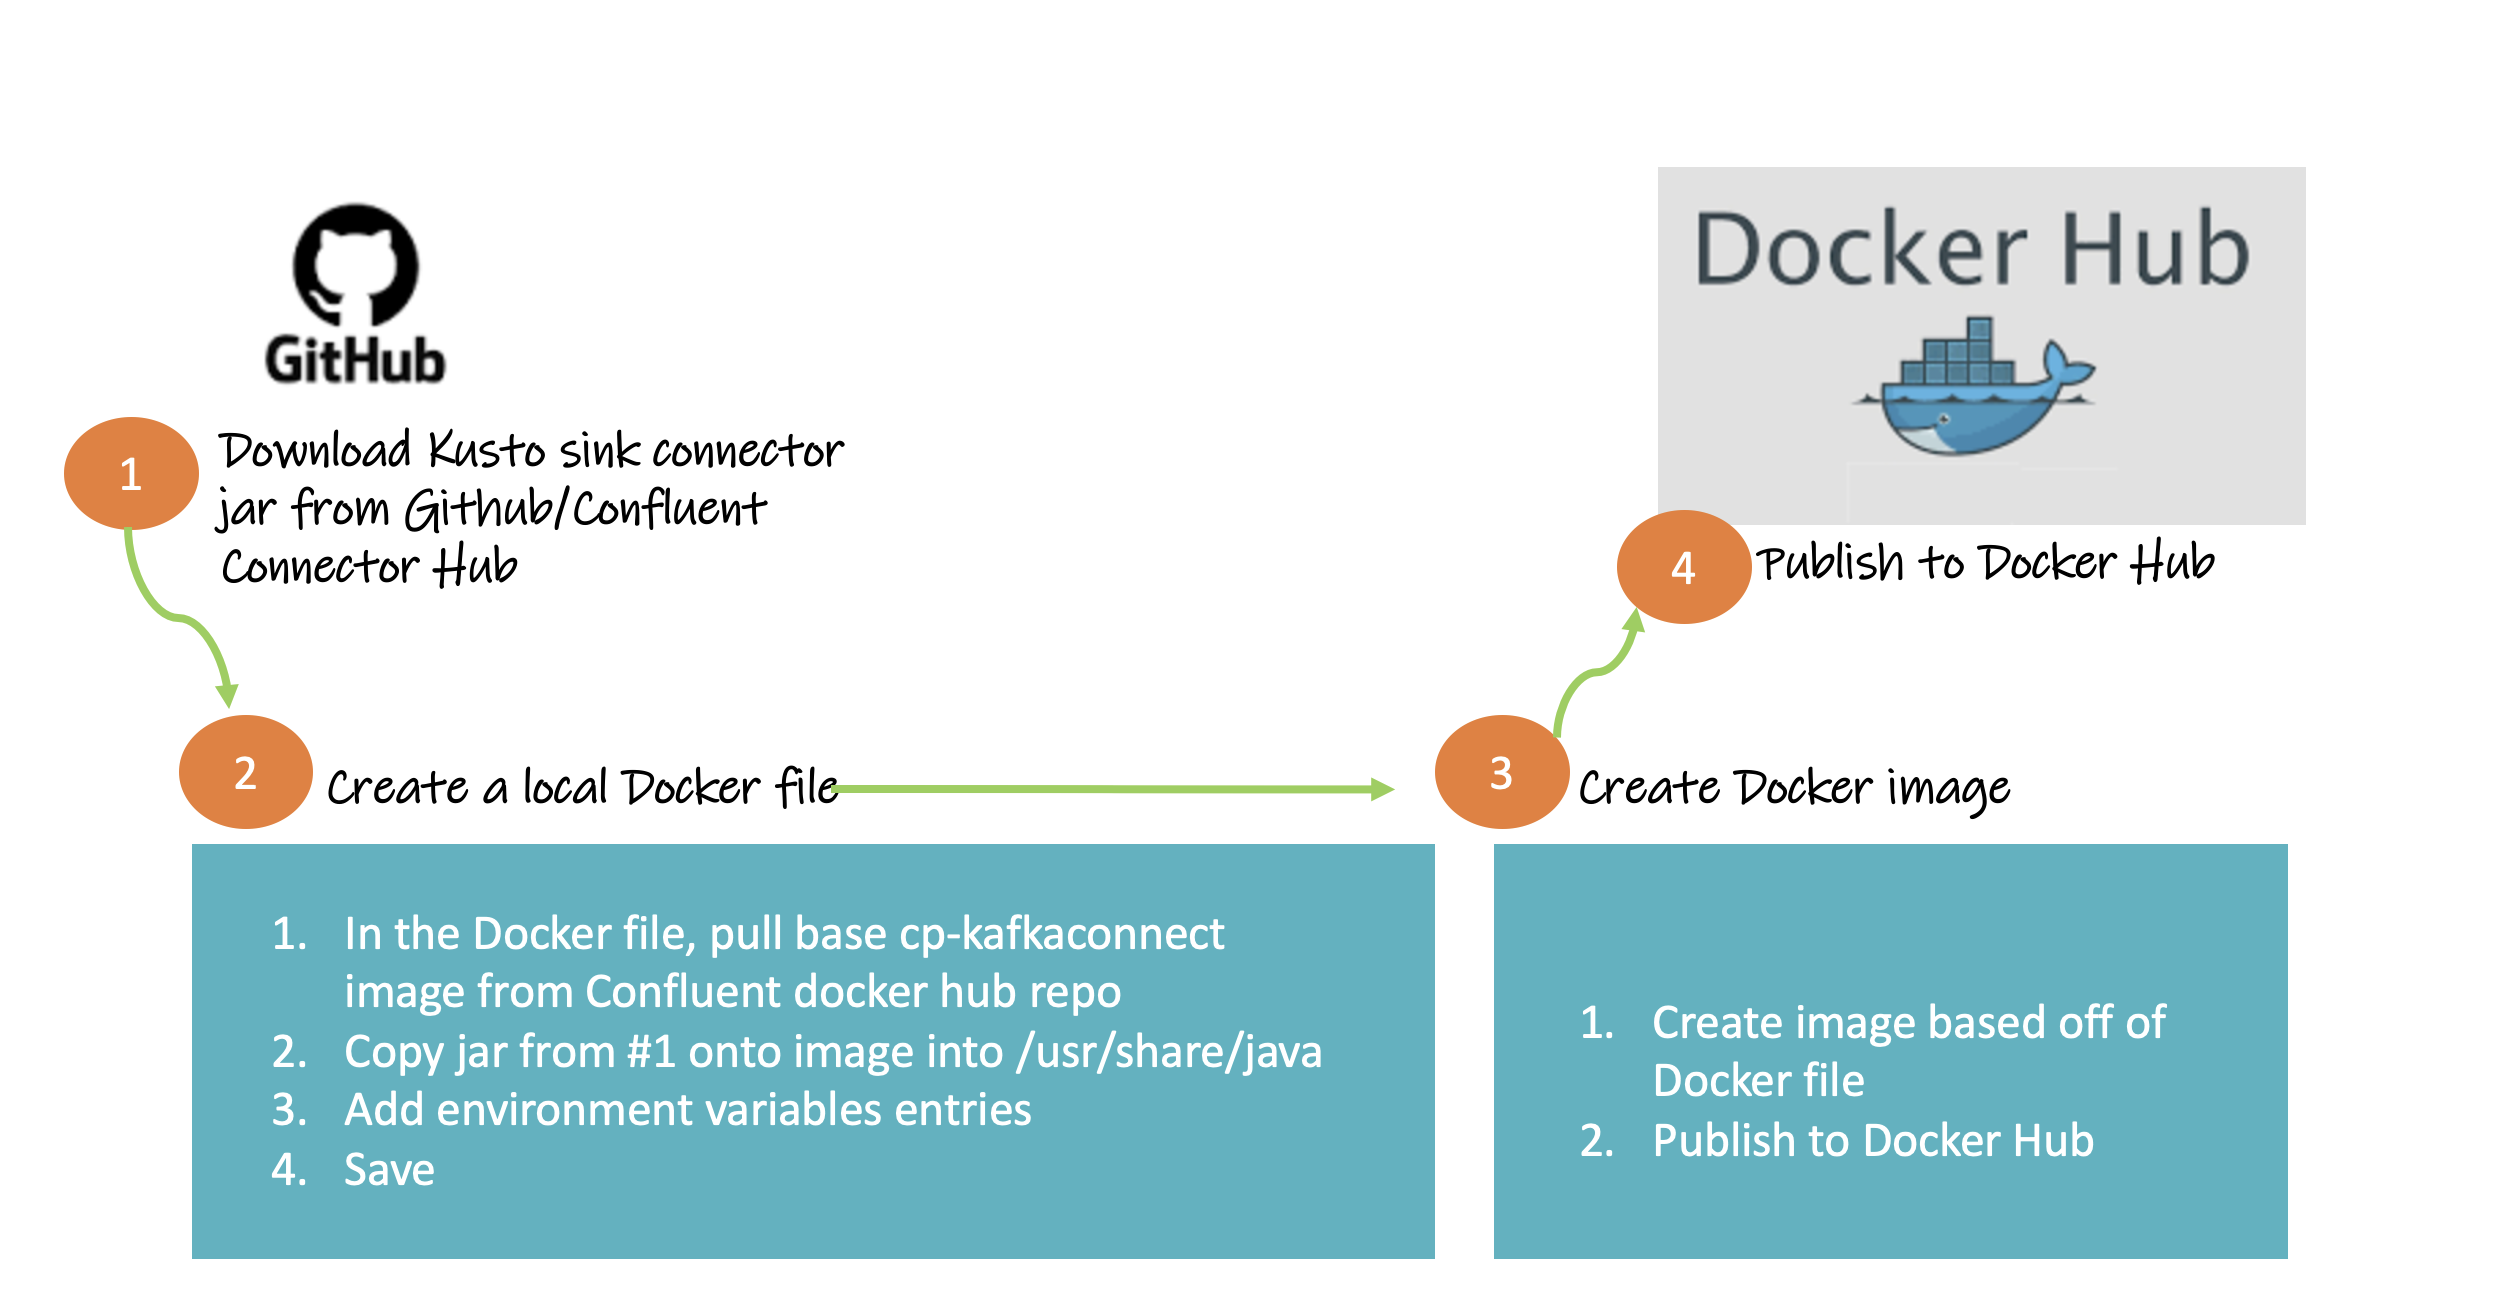 GitHub
1
Download Kusto sink connector
jar from Github/Confluent
Connector Hub
Docker Hub
4
Publish to Docker Hub
2
Create a local Docker file
3
Create Docker image
1. In the Docker file, pull base cp-kafkaconnect
image from Confluent docker hub repo
2. Copy jar from #1 onto image into /usr/share/java
3. Add environment variables entries
4. Save
1. Create image based off of
Docker file
2. Publish to Docker Hub